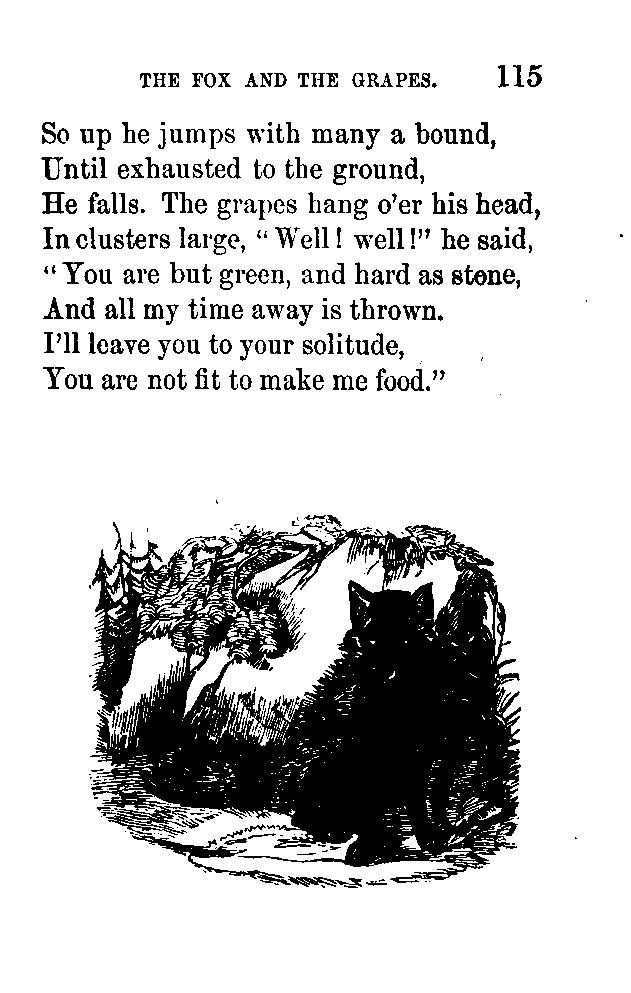 THE FOX AND THE GRAPES. 115
So up he jumps with many a bound,
Until exhausted to the ground,
He falls. The grapes hang o'er his head,
In clusters large, "Well! well!" he said,
"You are but green, and hard as stone,
And all my time away is thrown.
I'll leave you to your solitude,
You are not fit to make me food."